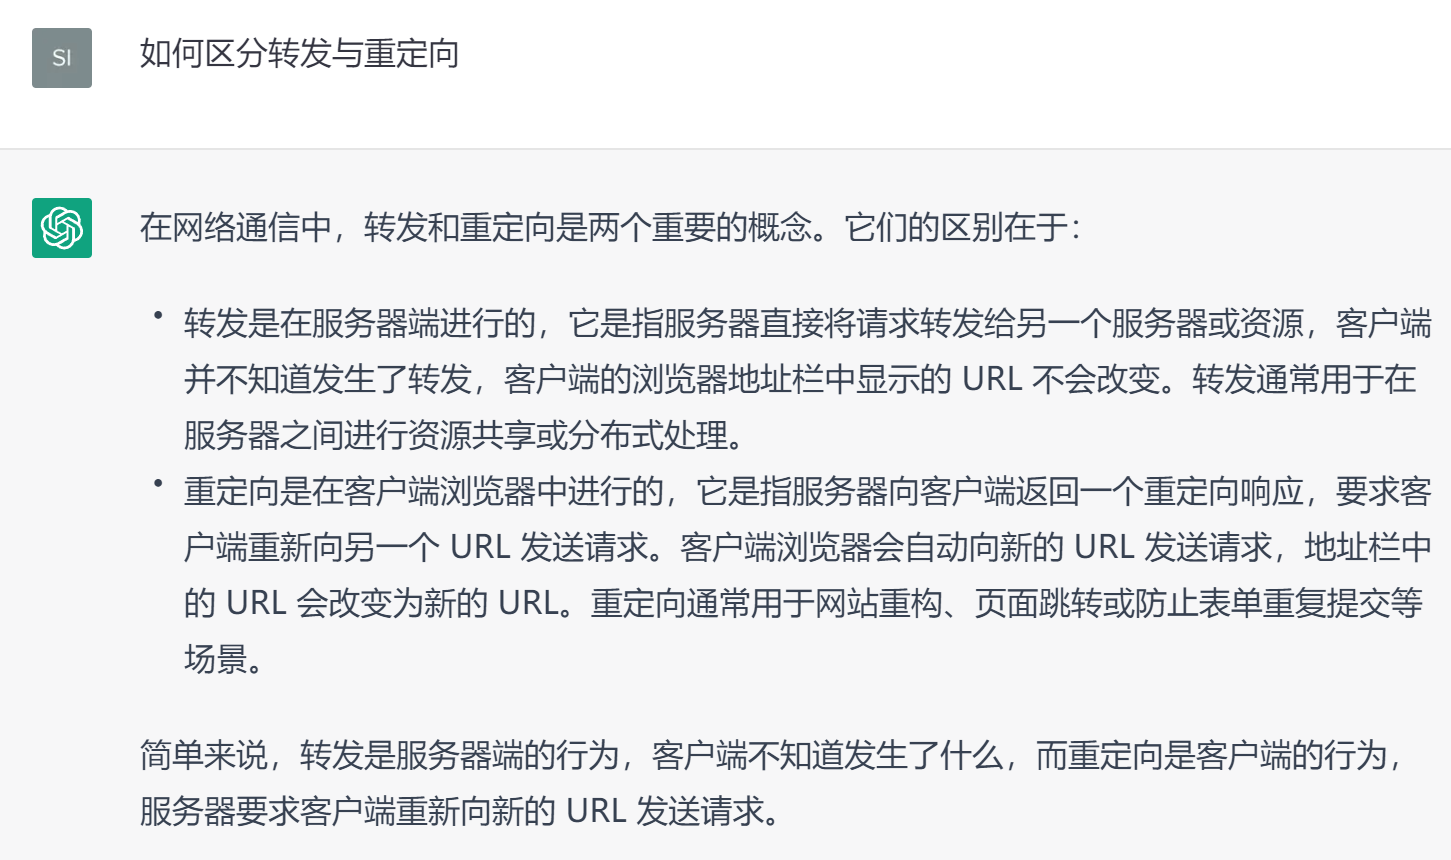 SI
如何区分转发与重定向
在网络通信中，转发和重定向是两个重要的概念。它们的区别在于：
• 转发是在服务器端进行的，它是指服务器直接将请求转发给另一个服务器或资源，客户端
并不知道发生了转发，客户端的浏览器地址栏中显示的 URL 不会改变。转发通常用于在
服务器之间进行资源共享或分布式处理。
• 重定向是在客户端浏览器中进行的，它是指服务器向客户端返回一个重定向响应，要求客
户端重新向另一个 URL 发送请求。客户端浏览器会自动向新的 URL 发送请求，地址栏中
的 URL 会改变为新的 URL。重定向通常用于网站重构、页面跳转或防止表单重复提交等
场景。
简单来说，转发是服务器端的行为，客户端不知道发生了什么，而重定向是客户端的行为，
服务器要求客户端重新向新的 URL 发送请求。